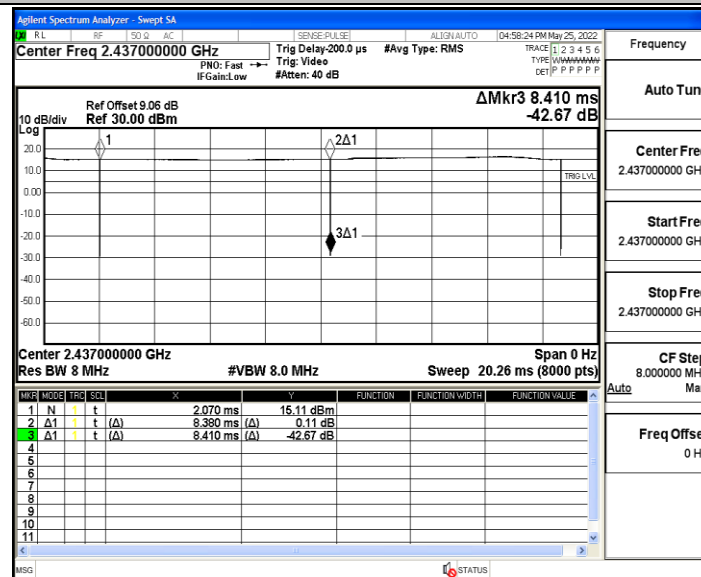 Agilent Spectrum Analyzer - Swept SA
RL RF 50 Ω AC SENSE:PULSE ALIGNAUTO 04:58:24 PM May 25, 2022
Center Freq 2.437000000 GHz
PNO: Fast
IFGain:Low
Trig Delay-200.0 µs
Trig: Video
#Atten: 40 dB
#Avg Type: RMS
TRACE 1 2 3 4 5 6
TYPE WWWWWW
DET P P P P P P
ΔMkr3 8.410 ms
-42.67 dB
Ref Offset 9.06 dB
10 dB/div Ref 30.00 dBm
Log
1
2Δ1
20.0
10.0
TRIG LVL
0.00
-10.0
-20.0
3Δ1
-30.0
-40.0
-50.0
-60.0
Center 2.437000000 GHz Span 0 Hz
Res BW 8 MHz #VBW 8.0 MHz Sweep 20.26 ms (8000 pts)
MKR MODE TRC SCL X Y FUNCTION FUNCTION WIDTH FUNCTION VALUE
1 N 1 t 2.070 ms 15.11 dBm
2 Δ1 1 t (Δ) 8.380 ms (Δ) 0.11 dB
3 Δ1 1 t (Δ) 8.410 ms (Δ) -42.67 dB
4
5
6
7
8
9
10
11
MSG STATUS
Frequency
Auto Tun
Center Fre
2.437000000 GH
Start Fre
2.437000000 GH
Stop Fre
2.437000000 GH
CF Step
8.000000 MH
Auto Ma
Freq Offse
0 H